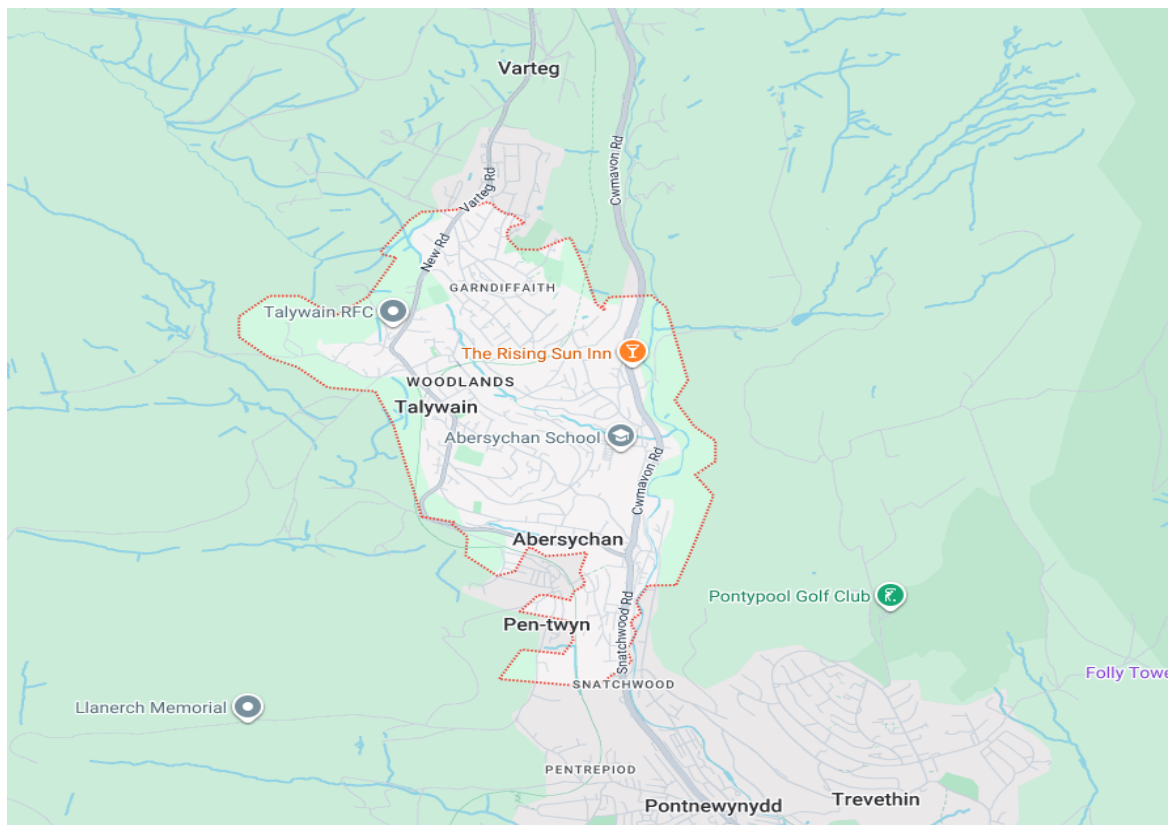 Varteg
Cwmavon Rd
Varteg Rd
New Rd
GARNDIFFAITH
Talywain RFC
The Rising Sun Inn
WOODLANDS
Talywain
Abersychan School
Cwmavon Rd
Abersychan
Pontypool Golf Club
Pen-twyn
Snatchwood Rd
Folly Towe
SNATCHWOOD
Llanerch Memorial
PENTREPIOD
Trevethin
Pontnewynydd